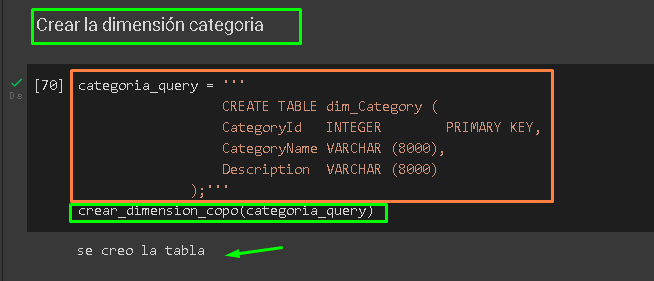 Crear la dimensión categoria
[70] categoria_query = '''
CREATE TABLE dim_Category (
CategoryId INTEGER PRIMARY KEY,
CategoryName VARCHAR (8000),
Description VARCHAR (8000)
);'''
crear_dimension_copo(categoria_query)
se creo la tabla